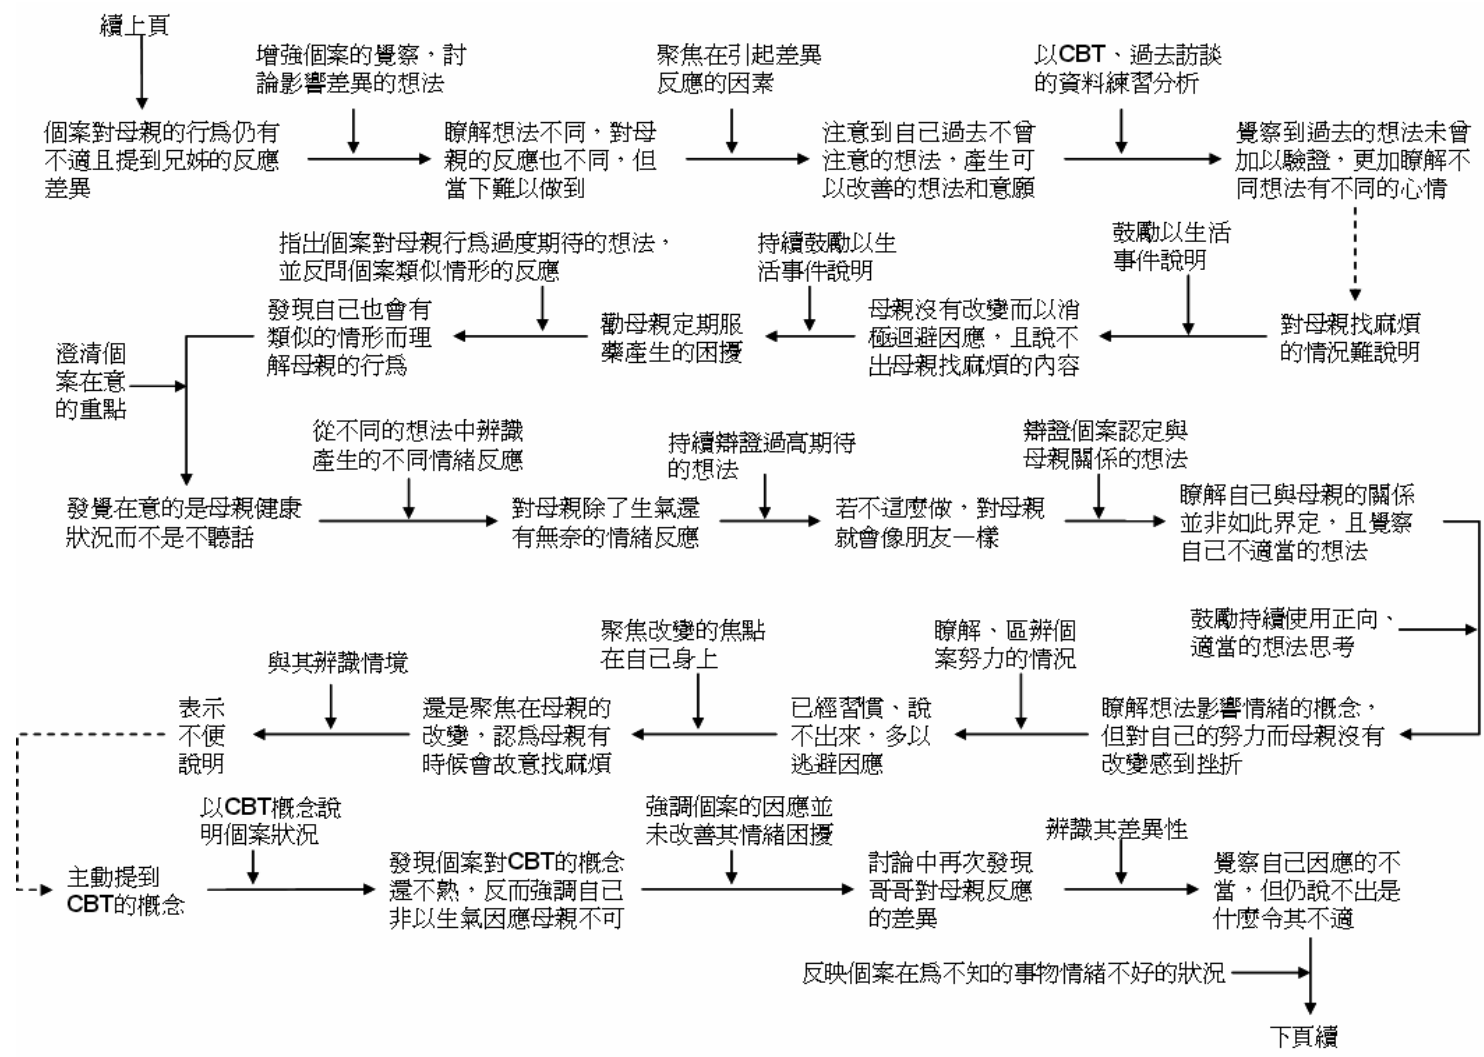 續上頁
增強個案的覺察，討
論影響差異的想法
聚焦在引起差異
反應的因素
以CBT、過去訪談
的資料練習分析
個案對母親的行為仍有
不適且提到兄姊的反應
差異
瞭解想法不同，對母
親的反應也不同，但
當下難以做到
注意到自己過去不曾
注意的想法，產生可
以改善的想法和意願
覺察到過去的想法未曾
加以驗證，更加瞭解不
同想法有不同的心情
鼓勵以生活
事件說明
持續鼓勵以生
活事件說明
指出個案對母親行為過度期待的想法，
並反問個案類似情形的反應
對母親找麻煩
的情況難說明
母親沒有改變而以消
極迴避因應，且說不
出母親找麻煩的內容
勸母親定期服
藥產生的困擾
發現自己也會有
類似的情形而理
解母親的行為
澄清個
案在意
的重點
從不同的想法中辨識
產生的不同情緒反應
持續辯證過高期待
的想法
辯證個案認定與
母親關係的想法
發覺在意的是母親健康
狀況而不是不聽話
對母親除了生氣還
有無奈的情緒反應
若不這麼做，對母親
就會像朋友一樣
瞭解自己與母親的關係
並非如此界定，且覺察
自己不適當的想法
鼓勵持續使用正向、
適當的想法思考
瞭解、區辨個
案努力的情況
聚焦改變的焦點
在自己身上
與其辨識情境
瞭解想法影響情緒的概念，
但對自己的努力而母親沒有
改變感到挫折
已經習慣、說
不出來，多以
逃避因應
還是聚焦在母親的
改變，認為母親有
時候會故意找麻煩
表示
不便
說明
以CBT概念說
明個案狀況
強調個案的因應並
未改善其情緒困擾
辨識其差異性
主動提到
CBT的概念
發現個案對CBT的概念
還不熟，反而強調自己
非以生氣因應母親不可
討論中再次發現
哥哥對母親反應
的差異
覺察自己因應的不
當，但仍說不出是
什麼令其不適
反映個案在為不知的事物情緒不好的狀況
下頁續